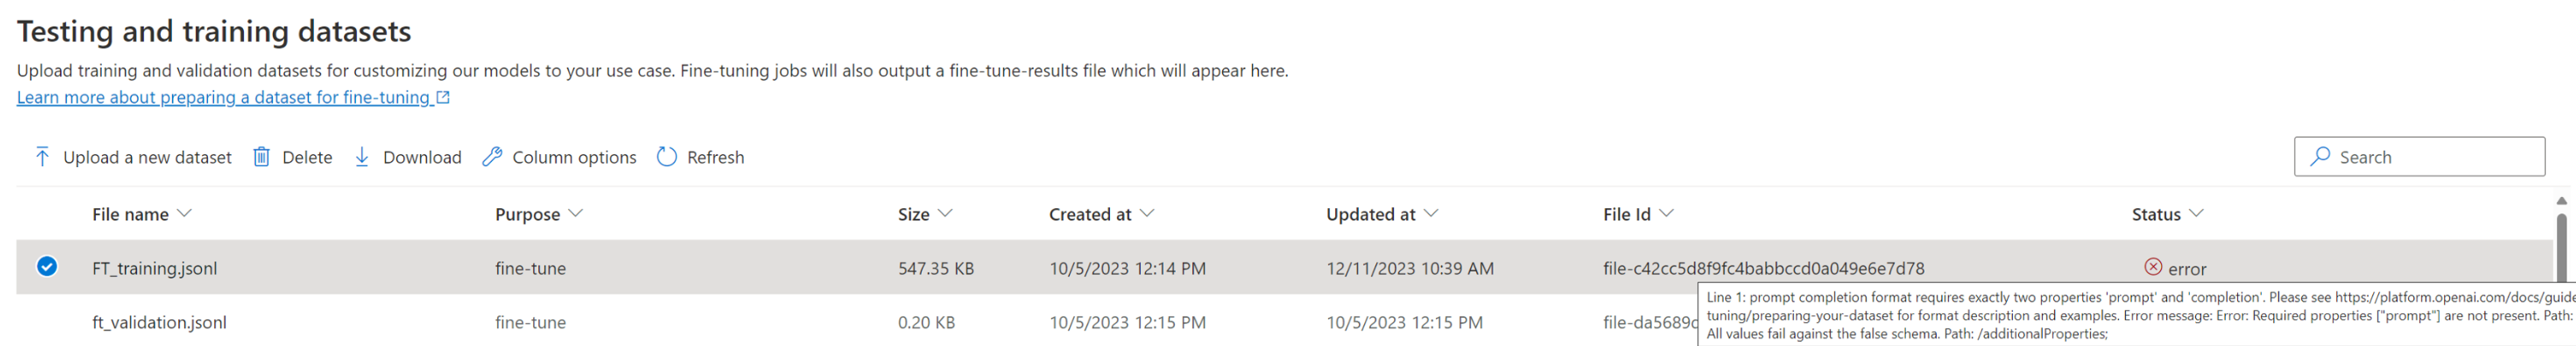 Testing and training datasets
Upload training and validation datasets for customizing our models to your use case. Fine-tuning jobs will also output a fine-tune-results file which will appear here.
Learn more about preparing a dataset for fine-tuning
Upload a new dataset Delete Download Column options Refresh Search
File name Purpose Size Created at Updated at File Id Status
FT_training.jsonl fine-tune 547.35 KB 10/5/2023 12:14 PM 12/11/2023 10:39 AM file-c42cc5d8f9fc4babbccd0a049e6e7d78 error
Line 1: prompt completion format requires exactly two properties 'prompt' and 'completion'. Please see https://platform.openai.com/docs/guide
tuning/preparing-your-dataset for format description and examples. Error message: Error: Required properties ["prompt"] are not present. Path:
All values fail against the false schema. Path: /additionalProperties;
ft_validation.jsonl fine-tune 0.20 KB 10/5/2023 12:15 PM 10/5/2023 12:15 PM file-da5689